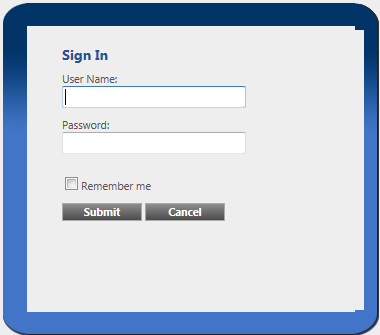 Sign In
User Name:
Password:
Remember me
Submit Cancel